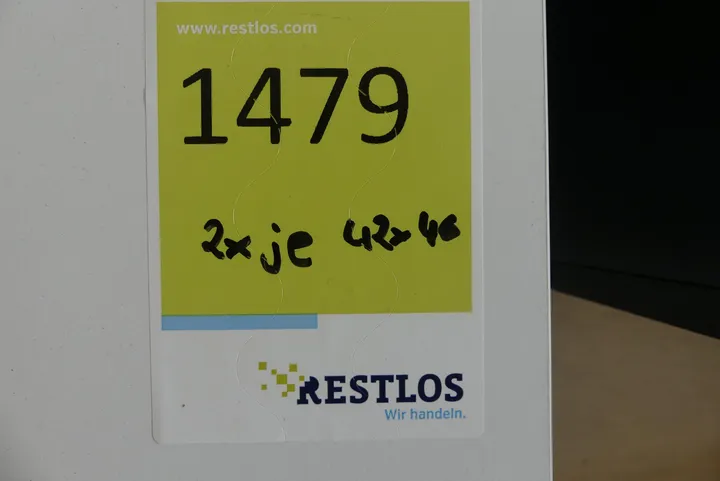 www.restlos.com
1479
2x je 42x46
RESTLOS
Wir handeln.